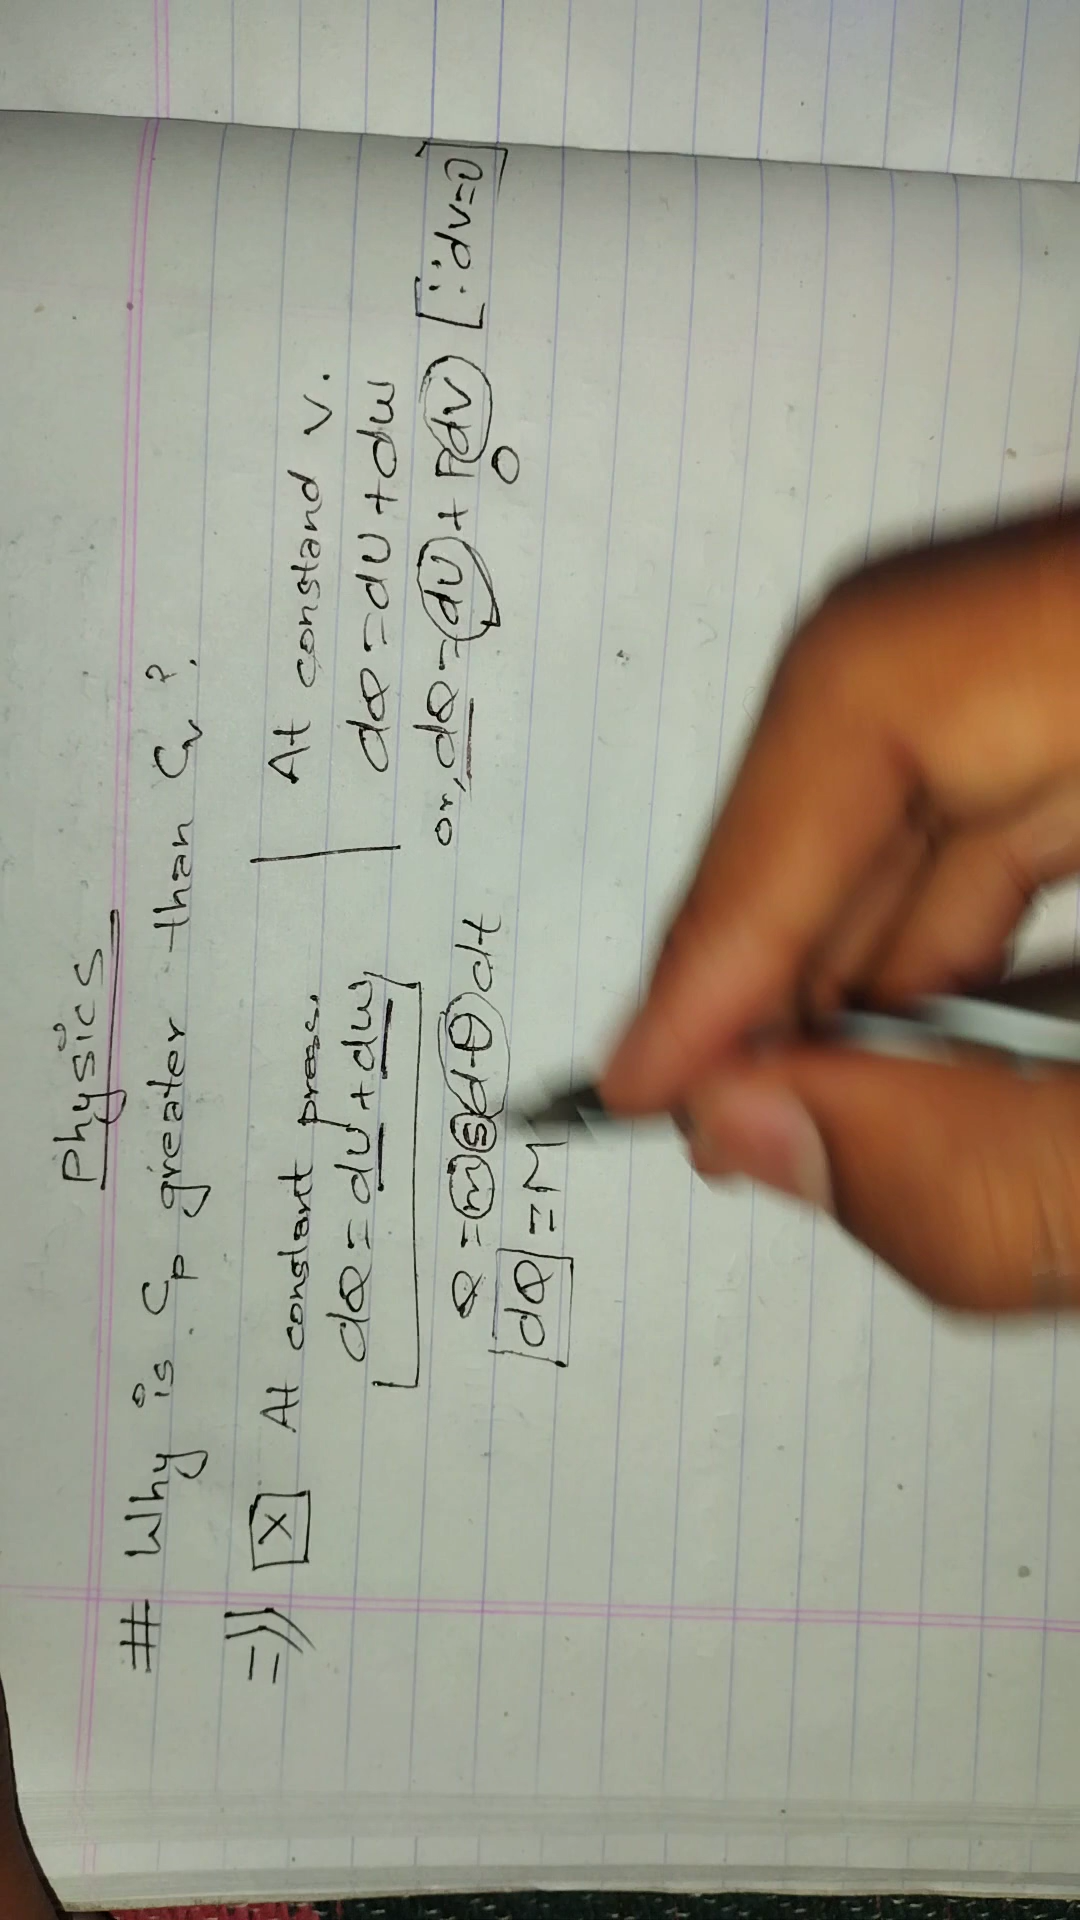 Physics
# Why is Cp greater than Cv?
=> X At constant press. | At constand v.
dQ = dU + dw dQ = dU + dw
or, dQ = dU + Pdv [∵ dv=0]
0
Q = msdθ dt
dQ = M